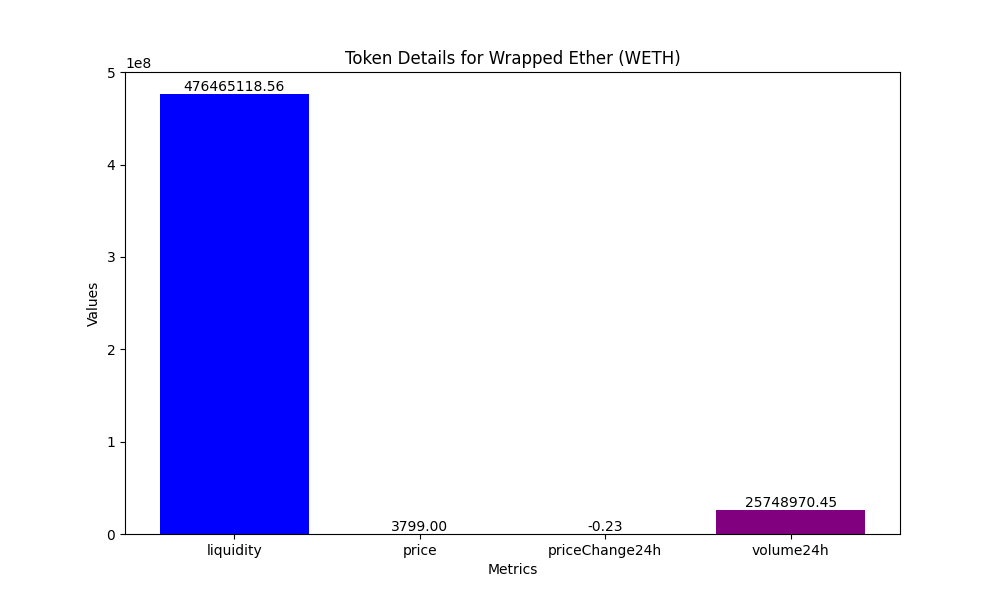 Token Details for Wrapped Ether (WETH)
1e8
5
4
3
2
1
0
Values
476465118.56
3799.00
-0.23
25748970.45
liquidity
price
priceChange24h
volume24h
Metrics